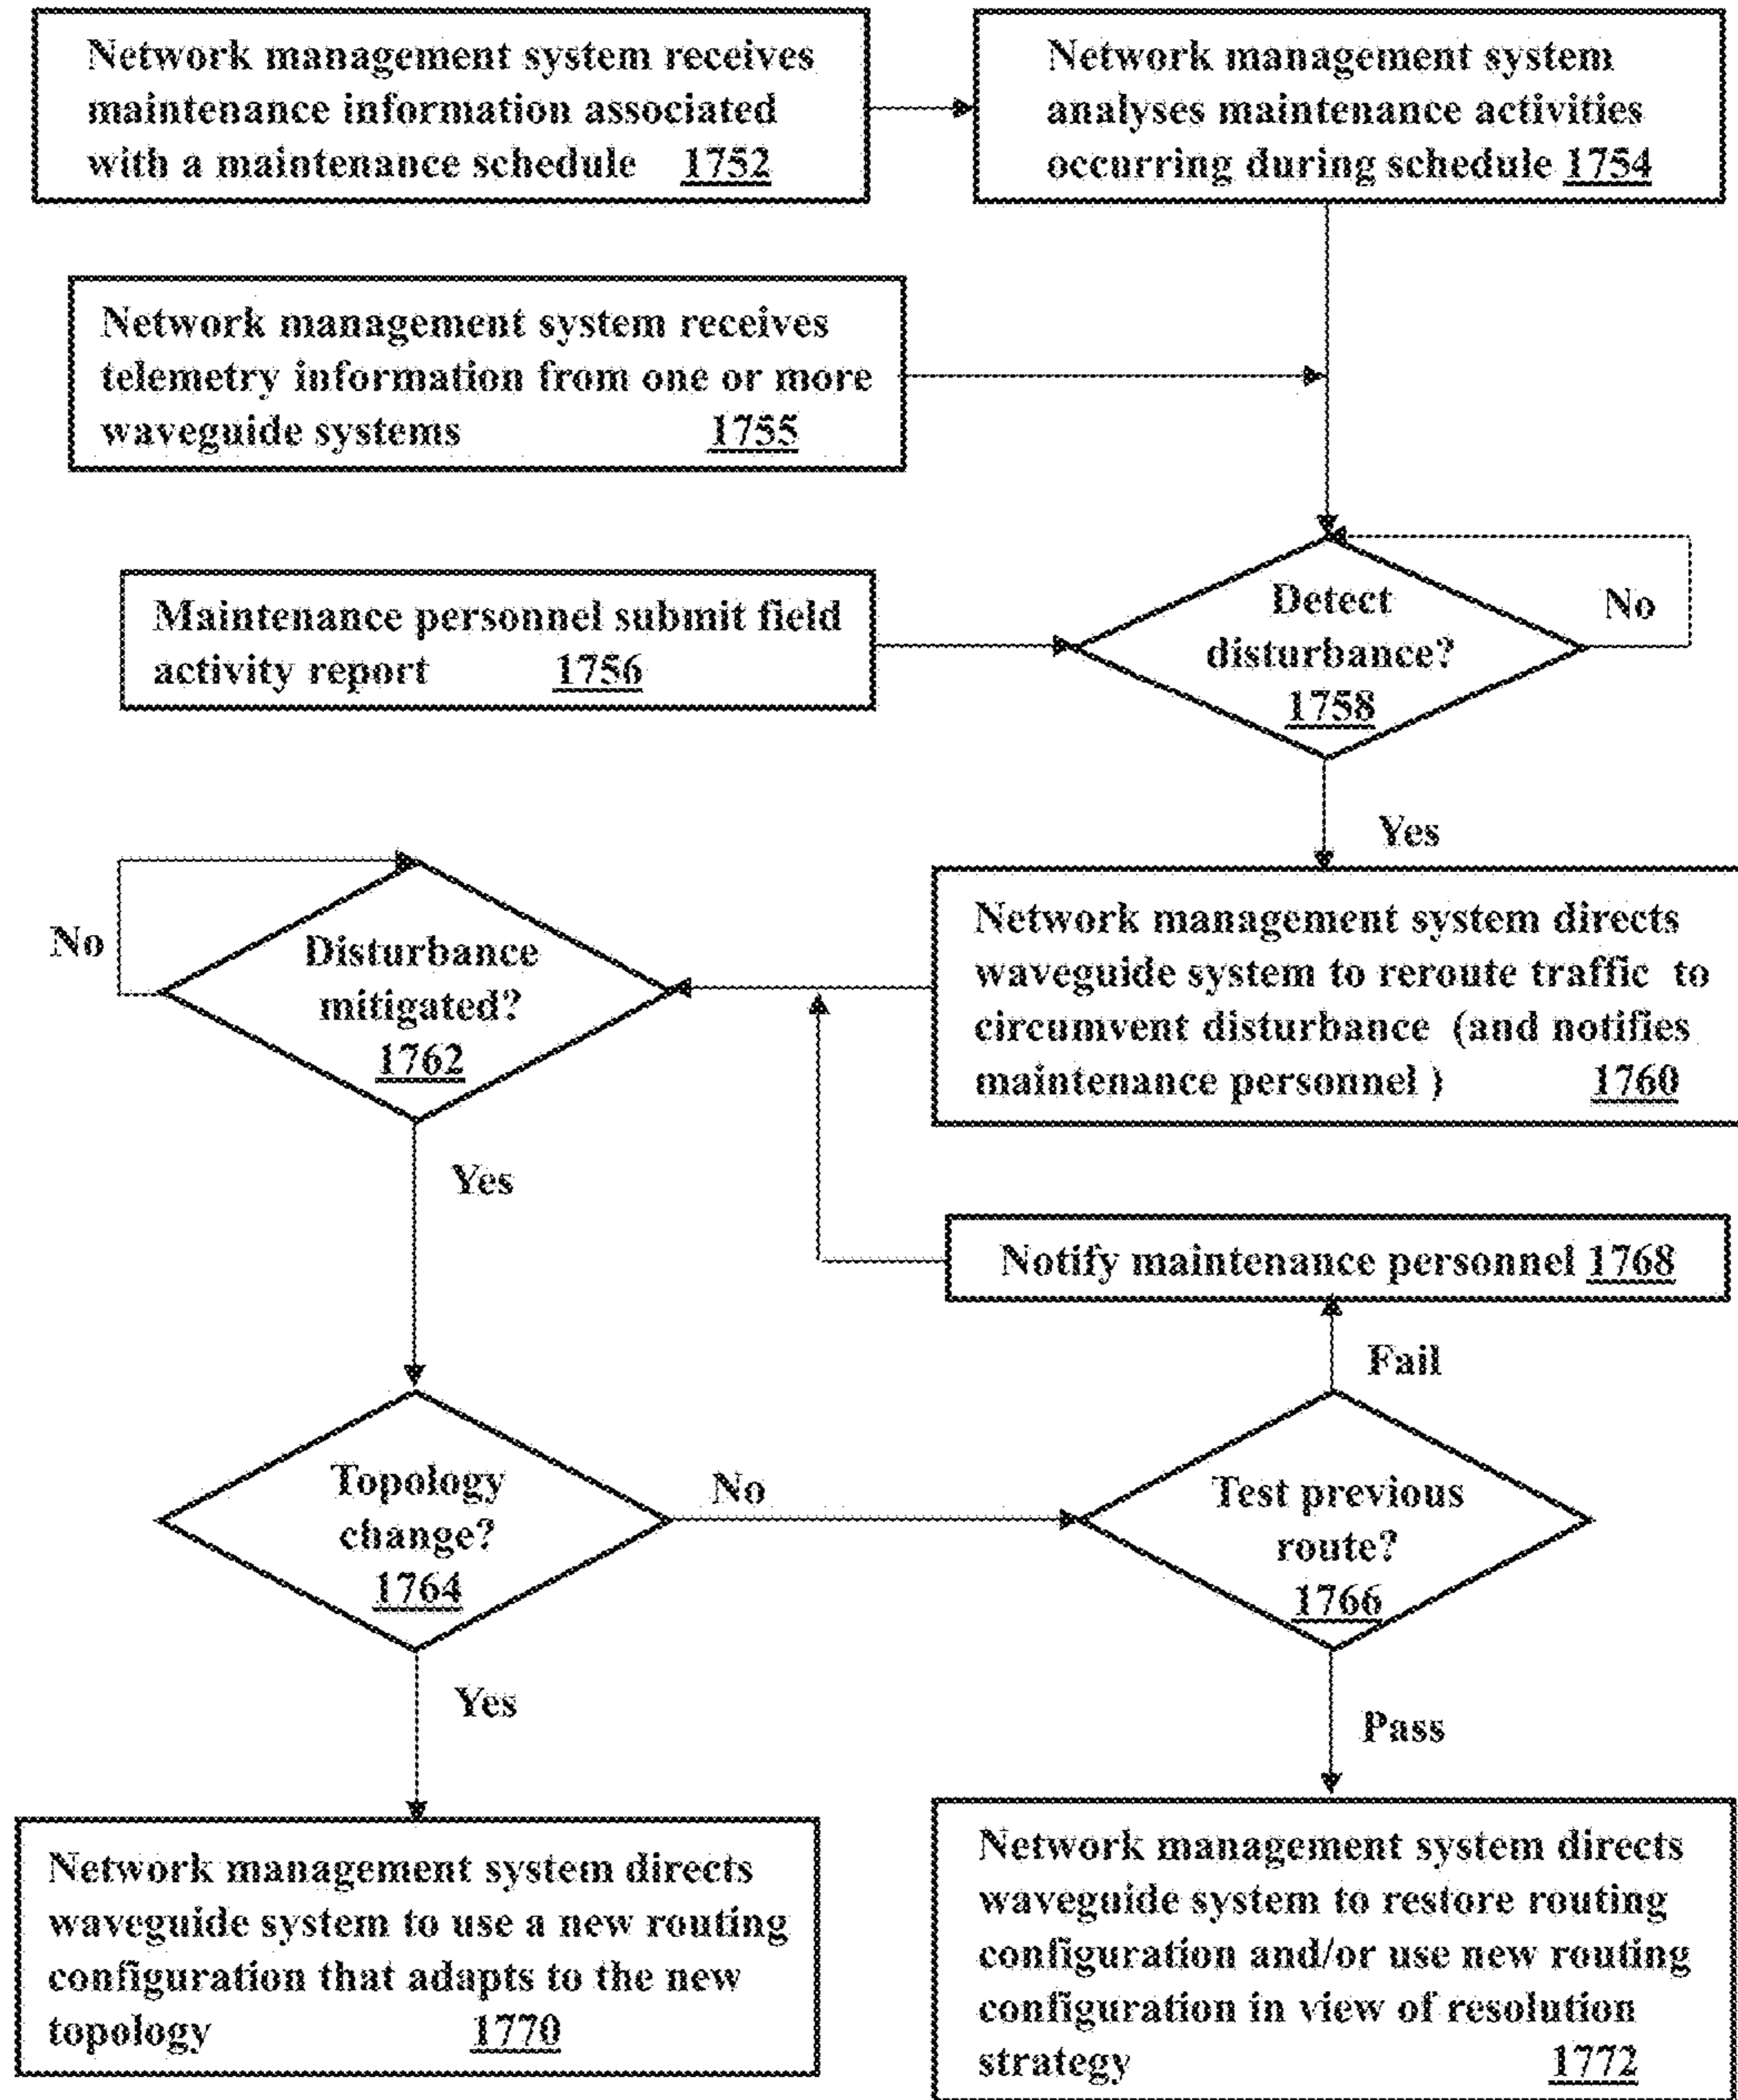 Network management system receives
maintenance information associated
with a maintenance schedule 1752
Network management system
analyses maintenance activities
occurring during schedule 1754
Network management system receives
telemetry information from one or more
waveguide systems 1755
Maintenance personnel submit field
activity report 1756
Detect
disturbance?
1758
No
Yes
Network management system directs
waveguide system to reroute traffic to
circumvent disturbance (and notifies
maintenance personnel ) 1760
No
Disturbance
mitigated?
1762
Yes
Notify maintenance personnel 1768
Fail
Topology
change?
1764
No
Test previous
route?
1766
Yes
Pass
Network management system directs
waveguide system to use a new routing
configuration that adapts to the new
topology 1770
Network management system directs
waveguide system to restore routing
configuration and/or use new routing
configuration in view of resolution
strategy 1772